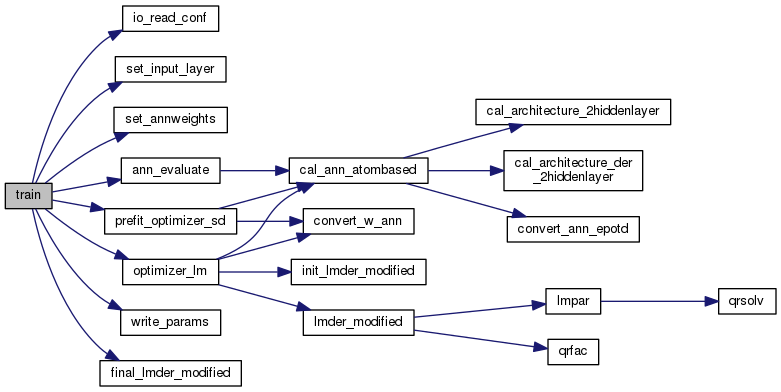 train
io_read_conf
set_input_layer
set_annweights
ann_evaluate
prefit_optimizer_sd
optimizer_lm
write_params
final_lmder_modified
cal_ann_atombased
convert_w_ann
init_lmder_modified
lmder_modified
cal_architecture_2hiddenlayer
cal_architecture_der
_2hiddenlayer
convert_ann_epotd
lmpar
qrfac
qrsolv